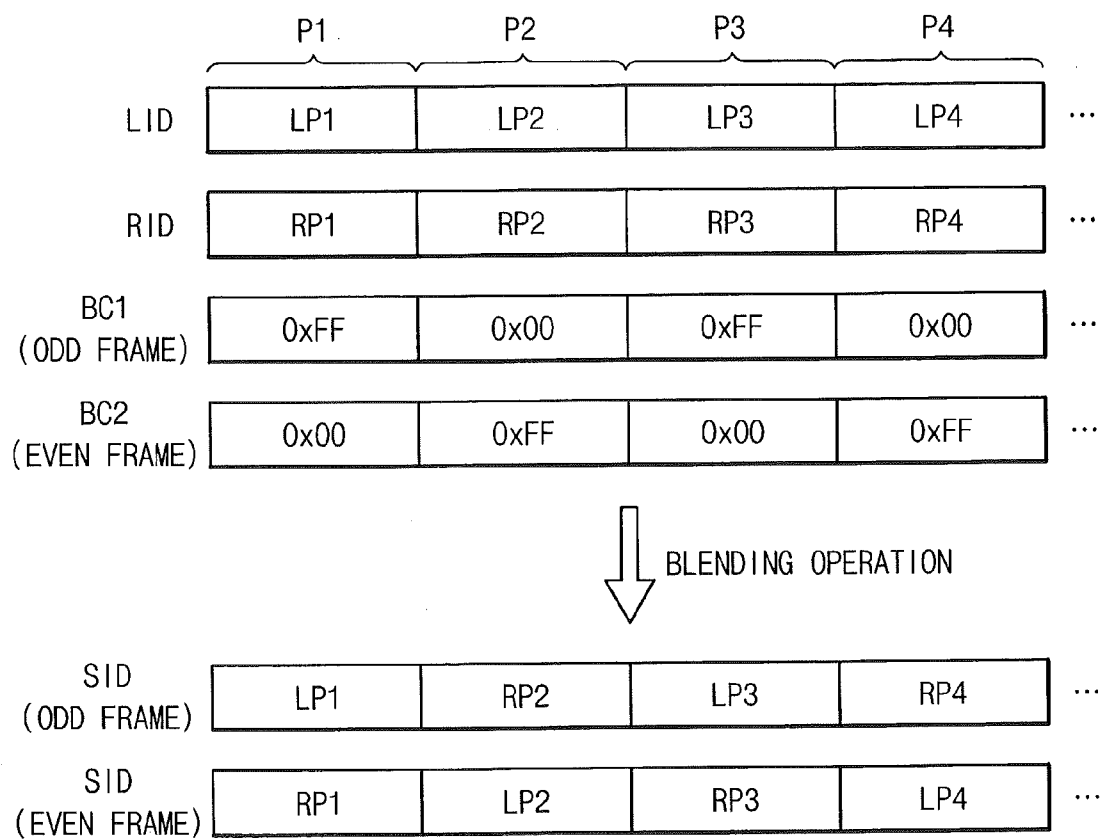 P1 P2 P3 P4
LID LP1 LP2 LP3 LP4 ...
RID RP1 RP2 RP3 RP4 ...
BC1
(ODD FRAME) 0xFF 0x00 0xFF 0x00 ...
BC2
(EVEN FRAME) 0x00 0xFF 0x00 0xFF ...
BLENDING OPERATION
SID
(ODD FRAME) LP1 RP2 LP3 RP4 ...
SID
(EVEN FRAME) RP1 LP2 RP3 LP4 ...